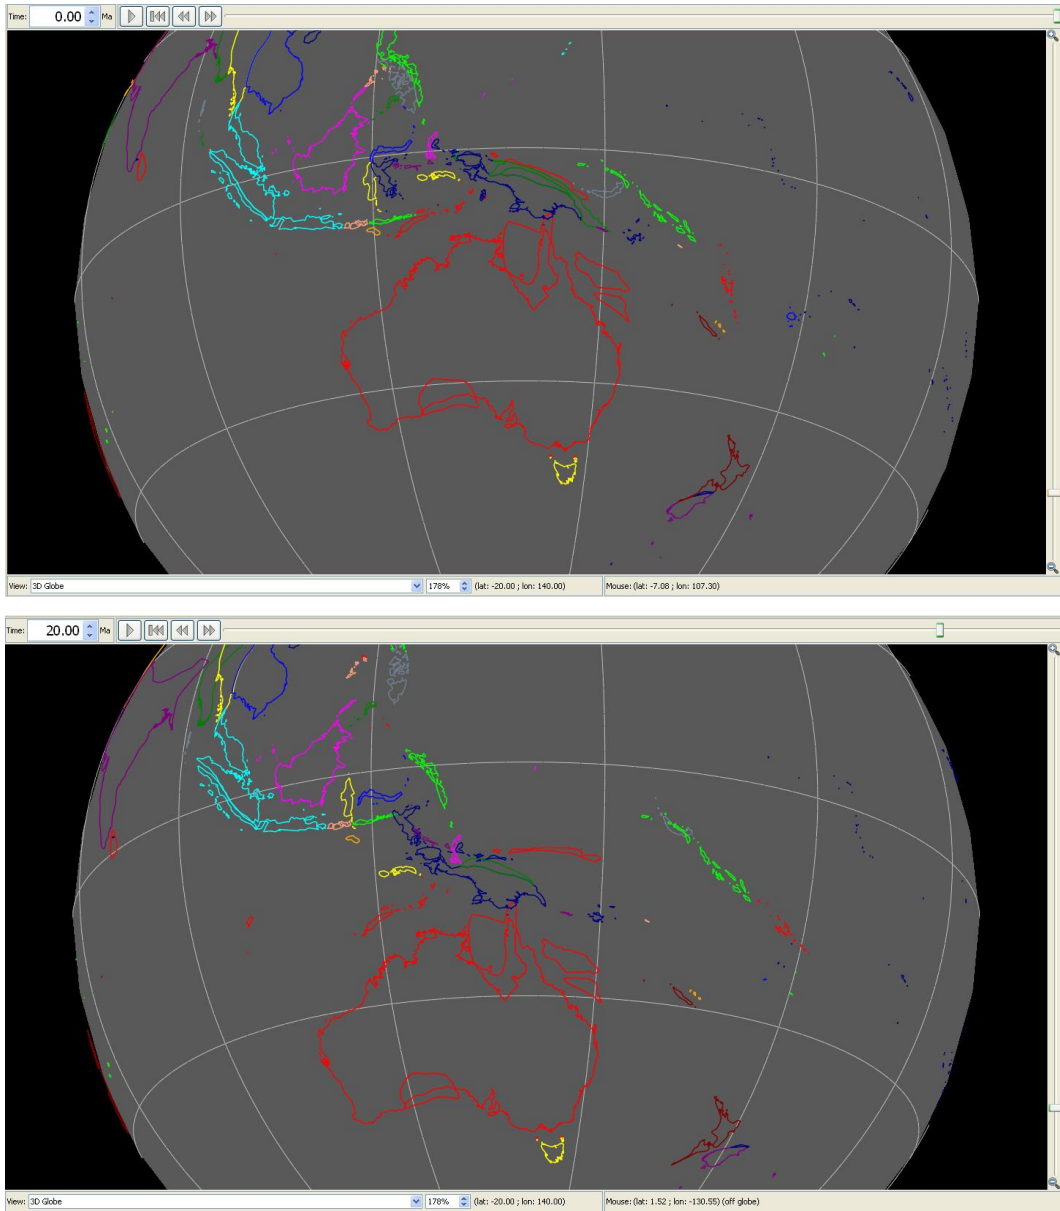 Time: 0.00 Ma
View: 3D Globe 178% (lat: -20.00 ; lon: 140.00) Mouse: (lat: -7.08 ; lon: 107.30)
Time: 20.00 Ma
View: 3D Globe 178% (lat: -20.00 ; lon: 140.00) Mouse: (lat: 1.52 ; lon: -130.55) (off globe)